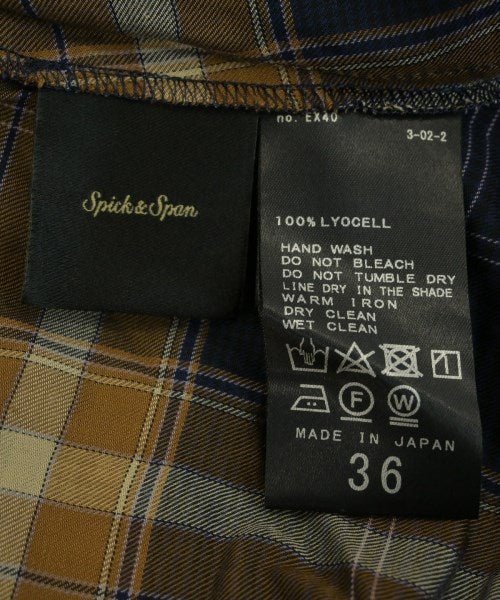 Spick & Span
no. EX40
3-02-2
100% LYOCELL
HAND WASH
DO NOT BLEACH
DO NOT TUMBLE DRY
LINE DRY IN THE SHADE
WARM IRON
DRY CLEAN
WET CLEAN
F
W
MADE IN JAPAN
36